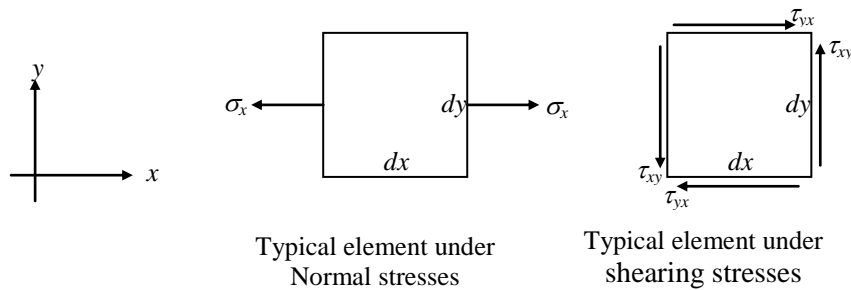 y
x
σx
dy
σx
dx
Typical element under
Normal stresses
τyx
τxy
dy
dx
τxy
τyx
Typical element under
shearing stresses